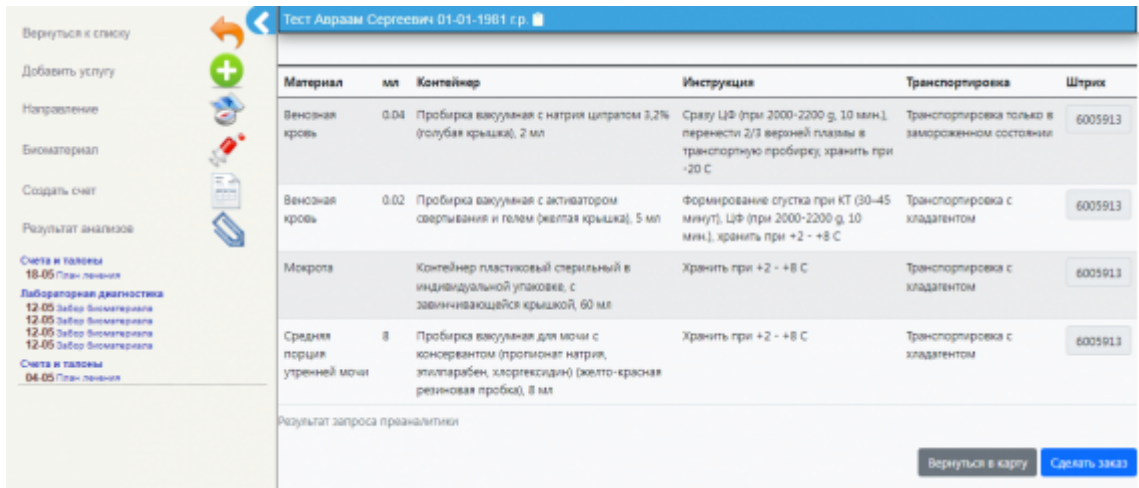 Вернуться к списку
Добавить услугу
Направление
Биоматериал
Создать счет
Результат анализов
Счета и талоны
18-05 План лечения
Лабораторная диагностика
12-05 Забор биоматериала
12-05 Забор биоматериала
12-05 Забор биоматериала
12-05 Забор биоматериала
Счета и талоны
04-05 План лечения
Тест Авраам Сергеевич 01-01-1981 г.р.
Материал мл Контейнер Инструкция Транспортировка Штрих
Венозная 0.04 Пробирка вакуумная с натрия цитратом 3,2% Сразу ЦФ (при 2000-2200 g, 10 мин.), Транспортировка только в 6005913
кровь (голубая крышка), 2 мл перенести 2/3 верхней плазмы в замороженном состоянии
транспортную пробирку, хранить при
-20 С
Венозная 0.02 Пробирка вакуумная с активатором Формирование сгустка при КТ (30–45 Транспортировка с 6005913
кровь свертывания и гелем (желтая крышка), 5 мл минут), ЦФ (при 2000-2200 g, 10 хладагентом
мин.), хранить при +2 - +8 С
Мокрота Контейнер пластиковый стерильный в Хранить при +2 - +8 С Транспортировка с 6005913
индивидуальной упаковке, с хладагентом
завинчивающейся крышкой, 60 мл
Средняя 8 Пробирка вакуумная для мочи с Хранить при +2 - +8 С Транспортировка с 6005913
порция консервантом (пропионат натрия, хладагентом
утренней мочи этилпарабен, хлоргексидин) (желто-красная
резиновая пробка), 8 мл
Результат запроса преаналитики
Вернуться в карту Сделать заказ